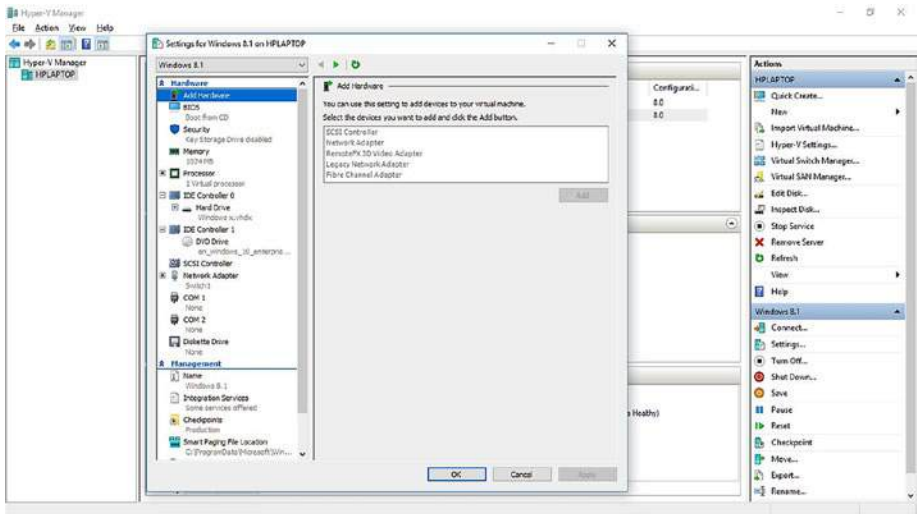 Hyper-V Manager
File Action View Help
Hyper-V Manager
HPLAPTOP
Settings for Windows 8.1 on HPLAPTOP
Windows 8.1
Hardware
Add Hardware
BIOS
Boot from CD
Security
Key Storage Drive disabled
Memory
1024 MB
Processor
1 Virtual processor
IDE Controller 0
Hard Drive
Windows x.vhdx
IDE Controller 1
DVD Drive
en_windows_10_enterpris...
SCSI Controller
Network Adapter
Switch1
COM 1
None
COM 2
None
Diskette Drive
None
Management
Name
Windows 8.1
Integration Services
Some services offered
Checkpoints
Production
Smart Paging File Location
C:\ProgramData\Microsoft\Win...
Add Hardware
You can use this setting to add devices to your virtual machine.
Select the devices you want to add and click the Add button.
SCSI Controller
Network Adapter
RemoteFX 3D Video Adapter
Legacy Network Adapter
Fibre Channel Adapter
Add
OK Cancel Apply
Configurati...
8.0
8.0
s Healthy)
Actions
HPLAPTOP
Quick Create...
New
Import Virtual Machine...
Hyper-V Settings...
Virtual Switch Manager...
Virtual SAN Manager...
Edit Disk...
Inspect Disk...
Stop Service
Remove Server
Refresh
View
Help
Windows 8.1
Connect...
Settings...
Turn Off...
Shut Down...
Save
Pause
Reset
Checkpoint
Move...
Export...
Rename...